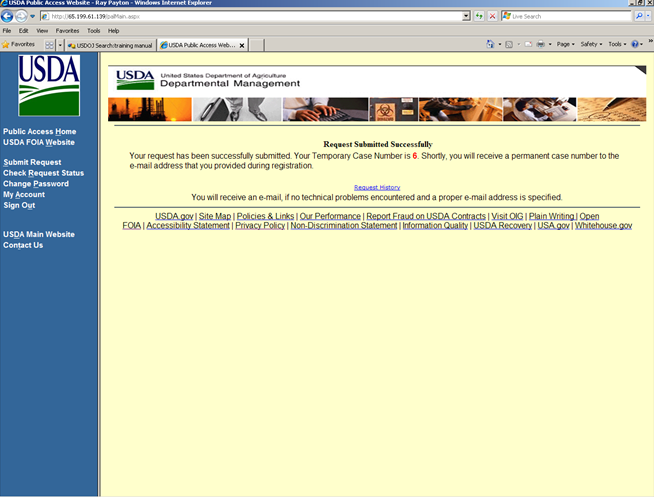 USDA Public Access Website - Ray Payton - Windows Internet Explorer
http://65.199.61.139/palMain.aspx
Live Search
File Edit View Favorites Tools Help
Favorites
USDOJ Search:training manual
USDA Public Access Web...
Page Safety Tools
USDA
Public Access Home
USDA FOIA Website
Submit Request
Check Request Status
Change Password
My Account
Sign Out
USDA Main Website
Contact Us
USDA
United States Department of Agriculture
Departmental Management
Request Submitted Successfully
Your request has been successfully submitted. Your Temporary Case Number is 6. Shortly, you will receive a permanent case number to the
e-mail address that you provided during registration.
Request History
You will receive an e-mail, if no technical problems encountered and a proper e-mail address is specified.
USDA.gov | Site Map | Policies & Links | Our Performance | Report Fraud on USDA Contracts | Visit OIG | Plain Writing | Open
FOIA | Accessibility Statement | Privacy Policy | Non-Discrimination Statement | Information Quality | USDA Recovery | USA.gov | Whitehouse.gov